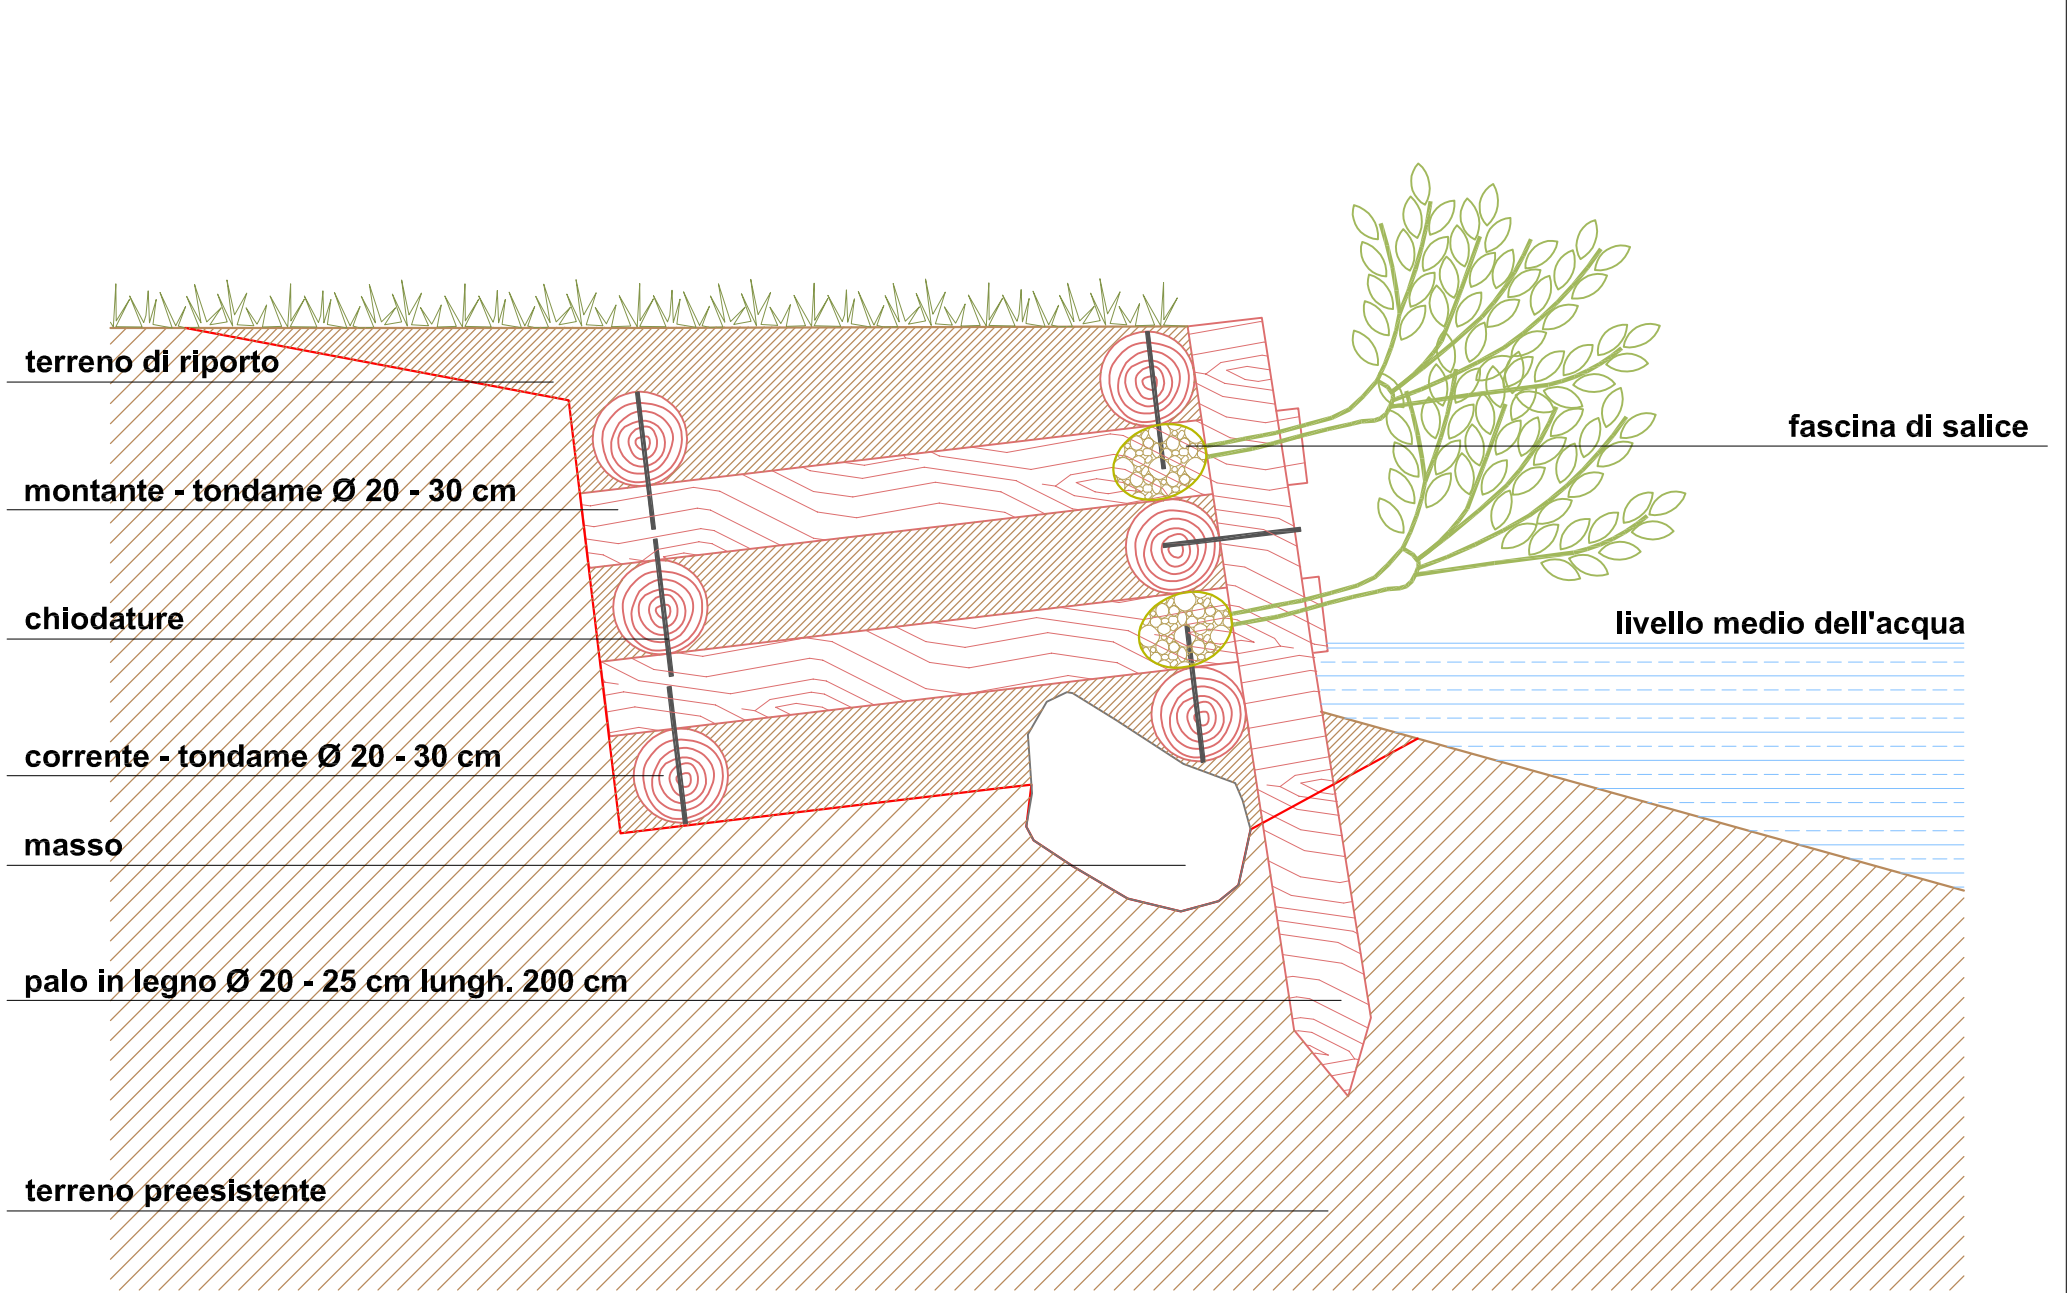 terreno di riporto
fascina di salice
montante - tondame Ø 20 - 30 cm
chiodature
livello medio dell'acqua
corrente - tondame Ø 20 - 30 cm
masso
palo in legno Ø 20 - 25 cm lungh. 200 cm
terreno preesistente